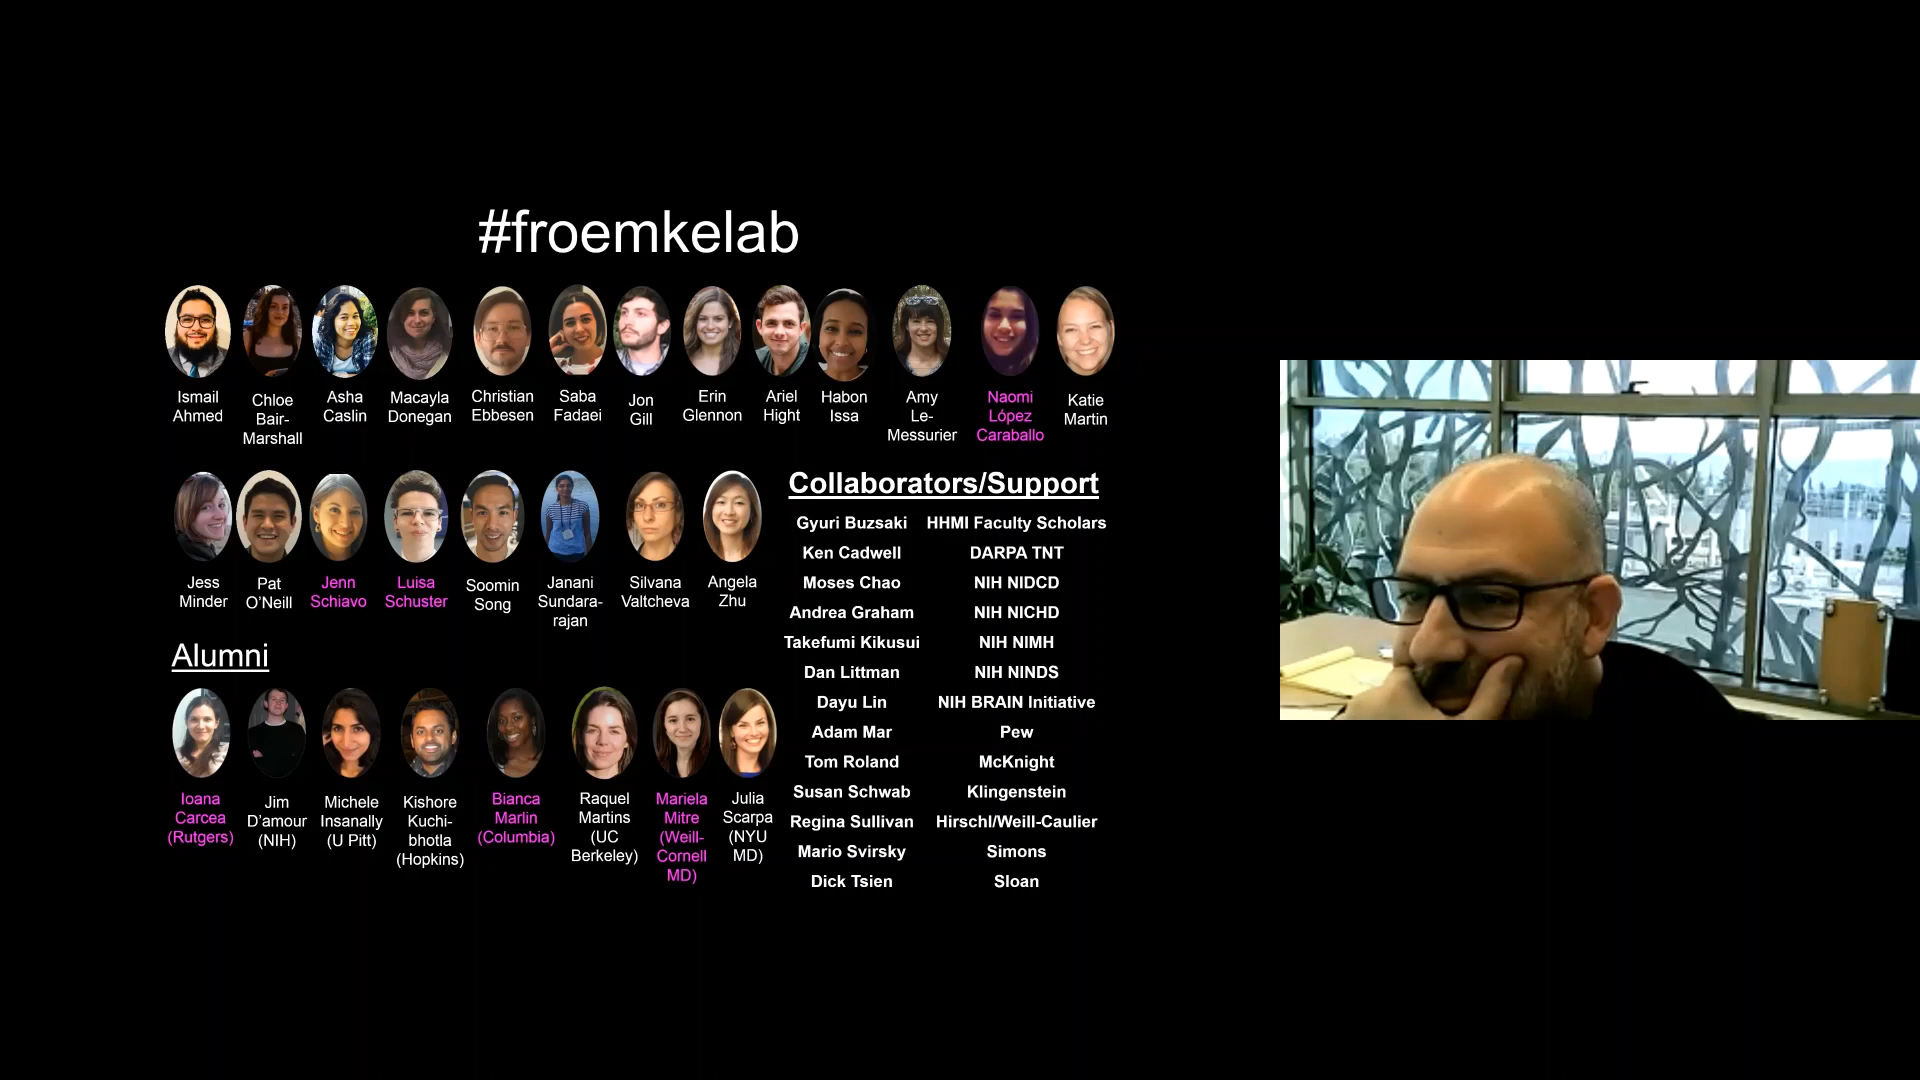 #froemkelab
Ismail
Ahmed
Chloe
Bair-
Marshall
Asha
Caslin
Macayla
Donegan
Christian
Ebbesen
Saba
Fadaei
Jon
Gill
Erin
Glennon
Ariel
Hight
Habon
Issa
Amy
Le-
Messurier
Naomi
López
Caraballo
Katie
Martin
Jess
Minder
Pat
O’Neill
Jenn
Schiavo
Luisa
Schuster
Soomin
Song
Janani
Sundara-
rajan
Silvana
Valtcheva
Angela
Zhu
Alumni
Ioana
Carcea
(Rutgers)
Jim
D’amour
(NIH)
Michele
Insanally
(U Pitt)
Kishore
Kuchi-
bhotla
(Hopkins)
Bianca
Marlin
(Columbia)
Raquel
Martins
(UC
Berkeley)
Mariela
Mitre
(Weill-
Cornell
MD)
Julia
Scarpa
(NYU
MD)
Collaborators/Support
Gyuri Buzsaki
Ken Cadwell
Moses Chao
Andrea Graham
Takefumi Kikusui
Dan Littman
Dayu Lin
Adam Mar
Tom Roland
Susan Schwab
Regina Sullivan
Mario Svirsky
Dick Tsien
HHMI Faculty Scholars
DARPA TNT
NIH NIDCD
NIH NICHD
NIH NIMH
NIH NINDS
NIH BRAIN Initiative
Pew
McKnight
Klingenstein
Hirschl/Weill-Caulier
Simons
Sloan